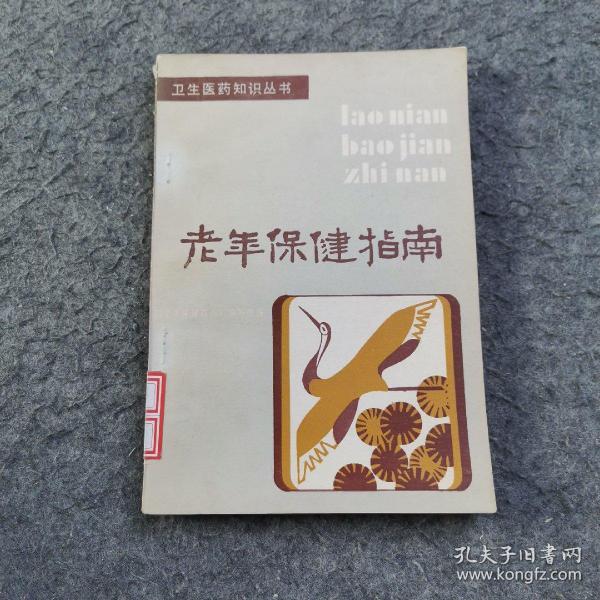 卫生医药知识丛书
lao nian
bao jian
zhi nan
老年保健指南
孔夫子旧书网
www.kongfz.com